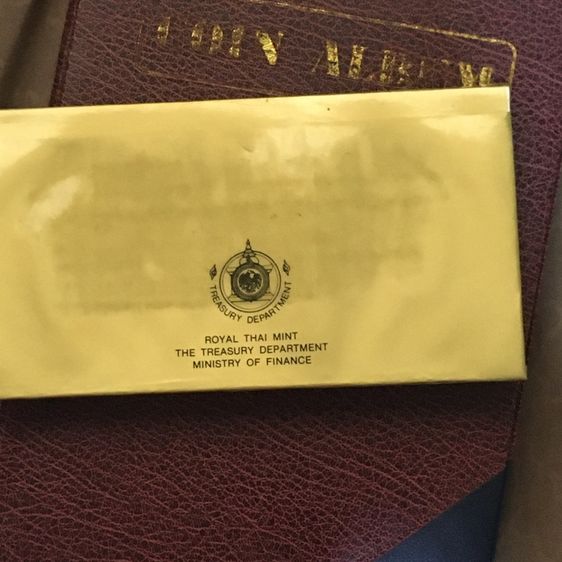 COIN ALBUM
TREASURY DEPARTMENT
ROYAL THAI MINT
THE TREASURY DEPARTMENT
MINISTRY OF FINANCE